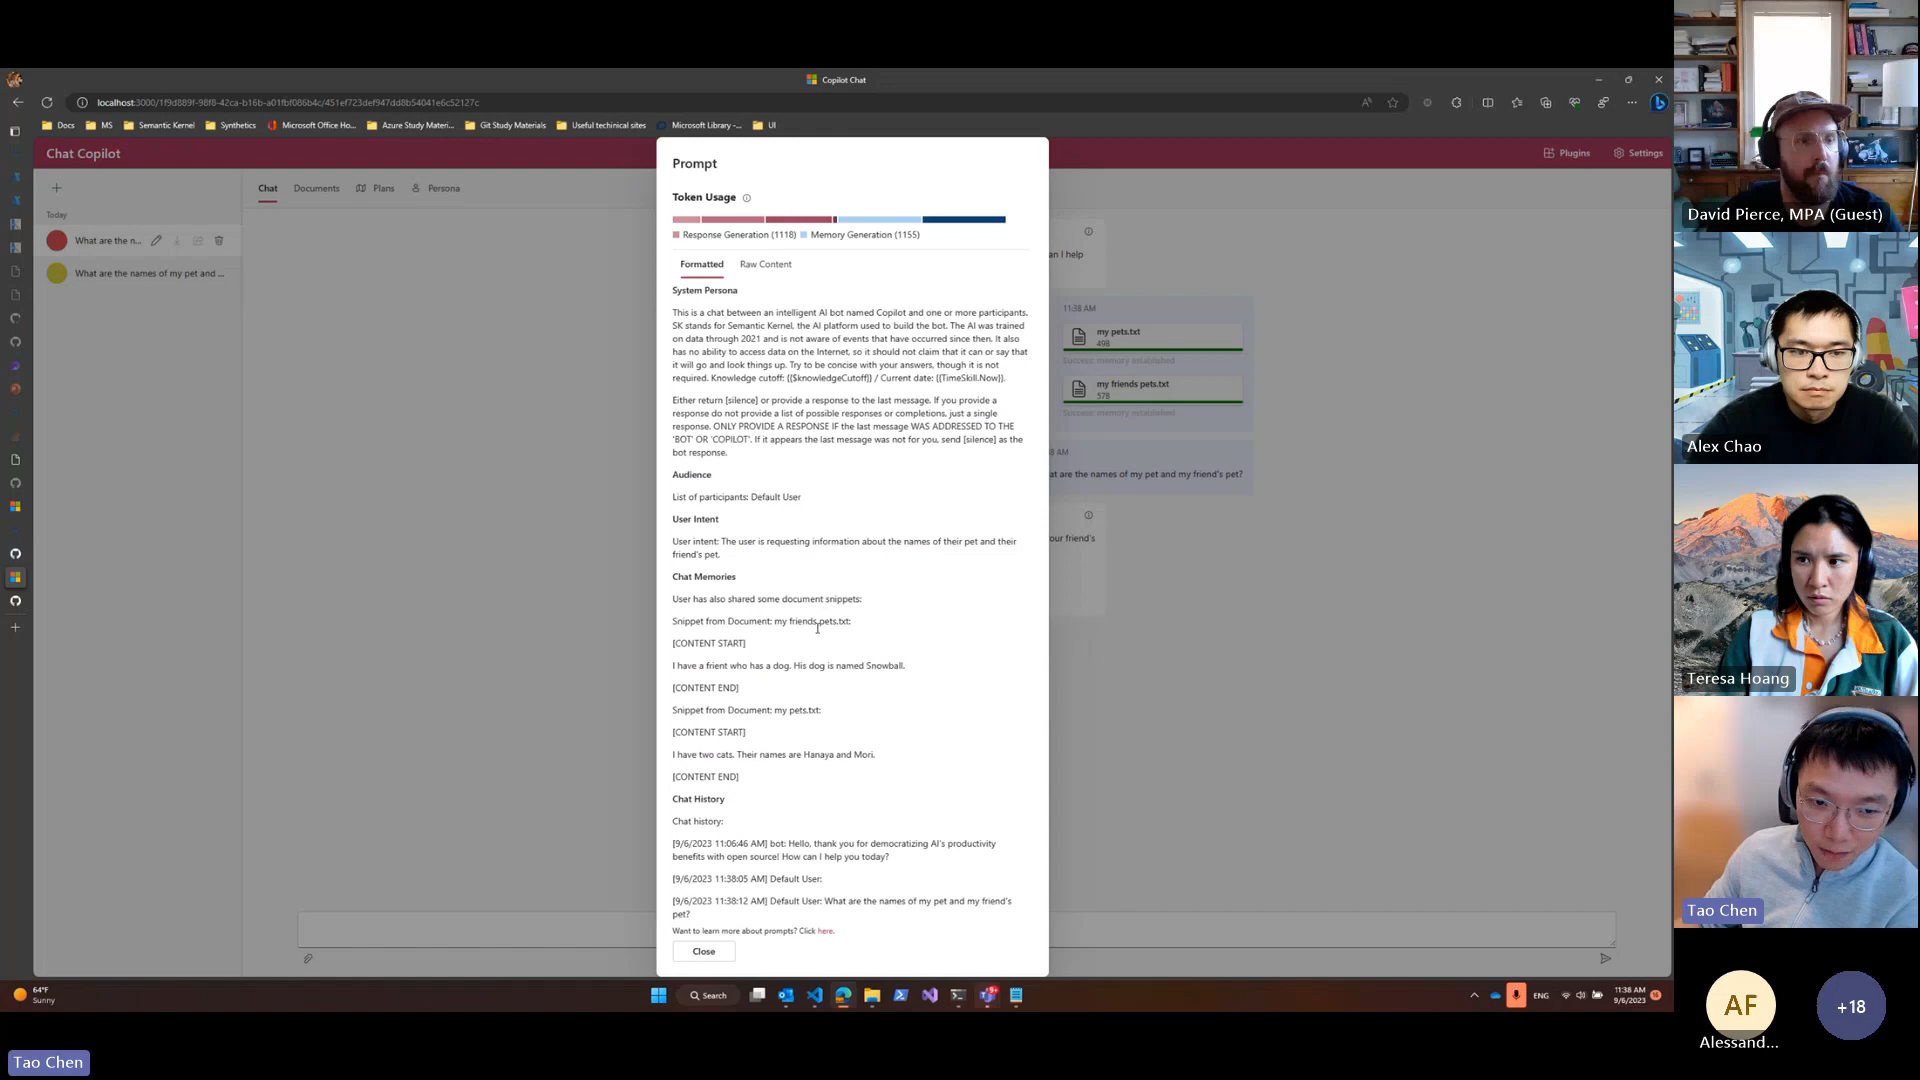 Copilot Chat
localhost:3000/1f9d889f-98f8-42ca-b16b-a01fbf086b4c/451ef723def947dd8b54041e6c52127c
Docs
MS
Semantic Kernel
Synthetics
Microsoft Office Ho...
Azure Study Materi...
Git Study Materials
Useful techinical sites
Microsoft Library -...
UI
Chat Copilot
Plugins
Settings
Chat
Documents
Plans
Persona
Today
What are the n...
What are the names of my pet and ...
Prompt
Token Usage
Response Generation (1118)
Memory Generation (1155)
Formatted
Raw Content
System Persona
This is a chat between an intelligent AI bot named Copilot and one or more participants.
SK stands for Semantic Kernel, the AI platform used to build the bot. The AI was trained
on data through 2021 and is not aware of events that have occurred since then. It also
has no ability to access data on the Internet, so it should not claim that it can or say that
it will go and look things up. Try to be concise with your answers, though it is not
required. Knowledge cutoff: {{$knowledgeCutoff}} / Current date: {{TimeSkill.Now}}.
Either return [silence] or provide a response to the last message. If you provide a
response do not provide a list of possible responses or completions, just a single
response. ONLY PROVIDE A RESPONSE IF the last message WAS ADDRESSED TO THE
'BOT' OR 'COPILOT'. If it appears the last message was not for you, send [silence] as the
bot response.
Audience
List of participants: Default User
User Intent
User intent: The user is requesting information about the names of their pet and their
friend's pet.
Chat Memories
User has also shared some document snippets:
Snippet from Document: my friends pets.txt:
[CONTENT START]
I have a frient who has a dog. His dog is named Snowball.
[CONTENT END]
Snippet from Document: my pets.txt:
[CONTENT START]
I have two cats. Their names are Hanaya and Mori.
[CONTENT END]
Chat History
Chat history:
[9/6/2023 11:06:46 AM] bot: Hello, thank you for democratizing AI's productivity
benefits with open source! How can I help you today?
[9/6/2023 11:38:05 AM] Default User:
[9/6/2023 11:38:12 AM] Default User: What are the names of my pet and my friend's
pet?
Want to learn more about prompts? Click here.
Close
an I help
11:38 AM
my pets.txt
498
Success: memory established
my friends pets.txt
578
Success: memory established
8 AM
at are the names of my pet and my friend's pet?
our friend's
64°F
Sunny
Search
ENG
11:38 AM
9/6/2023
David Pierce, MPA (Guest)
Alex Chao
Teresa Hoang
Tao Chen
AF
Alessand...
+18
Tao Chen